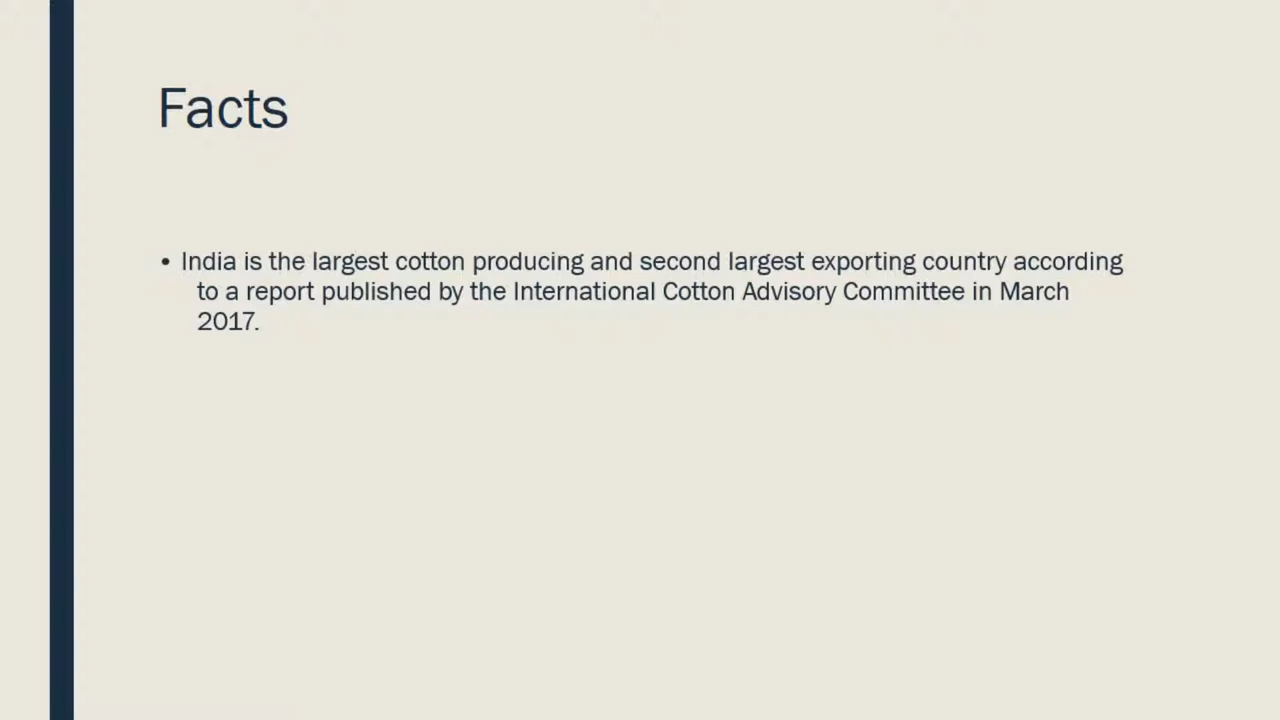 Facts
• India is the largest cotton producing and second largest exporting country according
to a report published by the International Cotton Advisory Committee in March
2017.